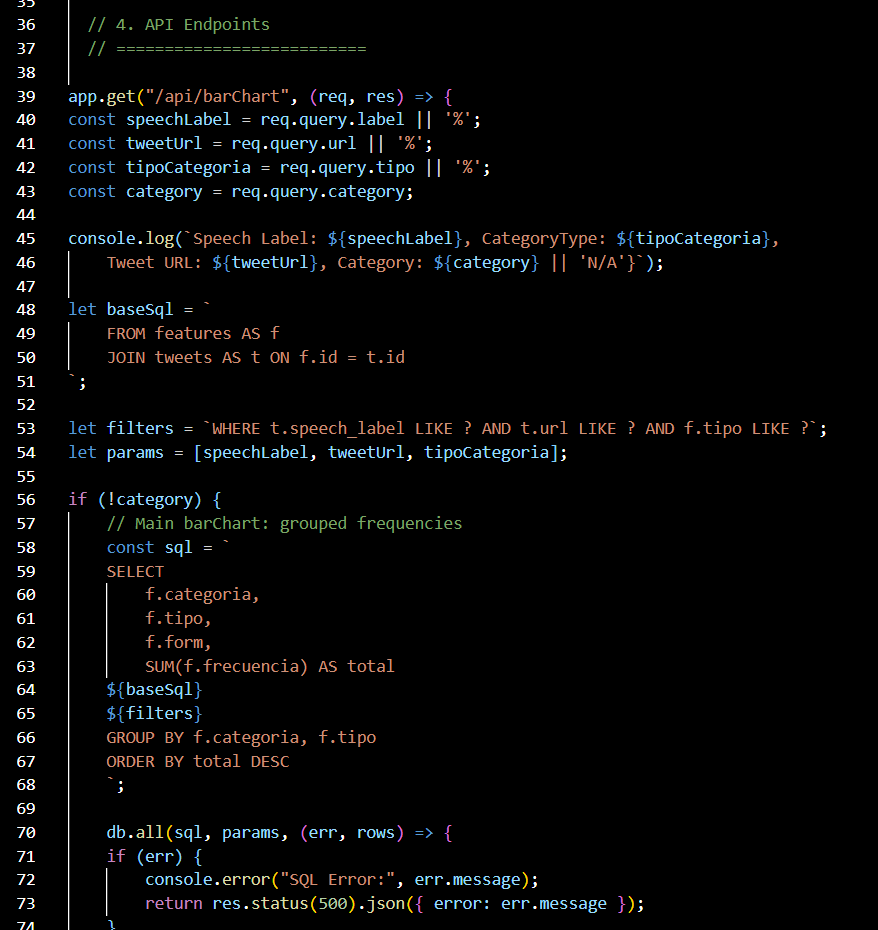 35
36 // 4. API Endpoints
37 // ==========================
38
39 app.get("/api/barChart", (req, res) => {
40 const speechLabel = req.query.label || '%';
41 const tweetUrl = req.query.url || '%';
42 const tipoCategoria = req.query.tipo || '%';
43 const category = req.query.category;
44
45 console.log(`Speech Label: ${speechLabel}, CategoryType: ${tipoCategoria},
46     Tweet URL: ${tweetUrl}, Category: ${category} || 'N/A'}`);
47
48 let baseSql = `
49     FROM features AS f
50     JOIN tweets AS t ON f.id = t.id
51 `;
52
53 let filters = `WHERE t.speech_label LIKE ? AND t.url LIKE ? AND f.tipo LIKE ?`;
54 let params = [speechLabel, tweetUrl, tipoCategoria];
55
56 if (!category) {
57     // Main barChart: grouped frequencies
58     const sql = `
59     SELECT
60         f.categoria,
61         f.tipo,
62         f.form,
63         SUM(f.frecuencia) AS total
64     ${baseSql}
65     ${filters}
66     GROUP BY f.categoria, f.tipo
67     ORDER BY total DESC
68     `;
69
70     db.all(sql, params, (err, rows) => {
71     if (err) {
72         console.error("SQL Error:", err.message);
73         return res.status(500).json({ error: err.message });
74     }